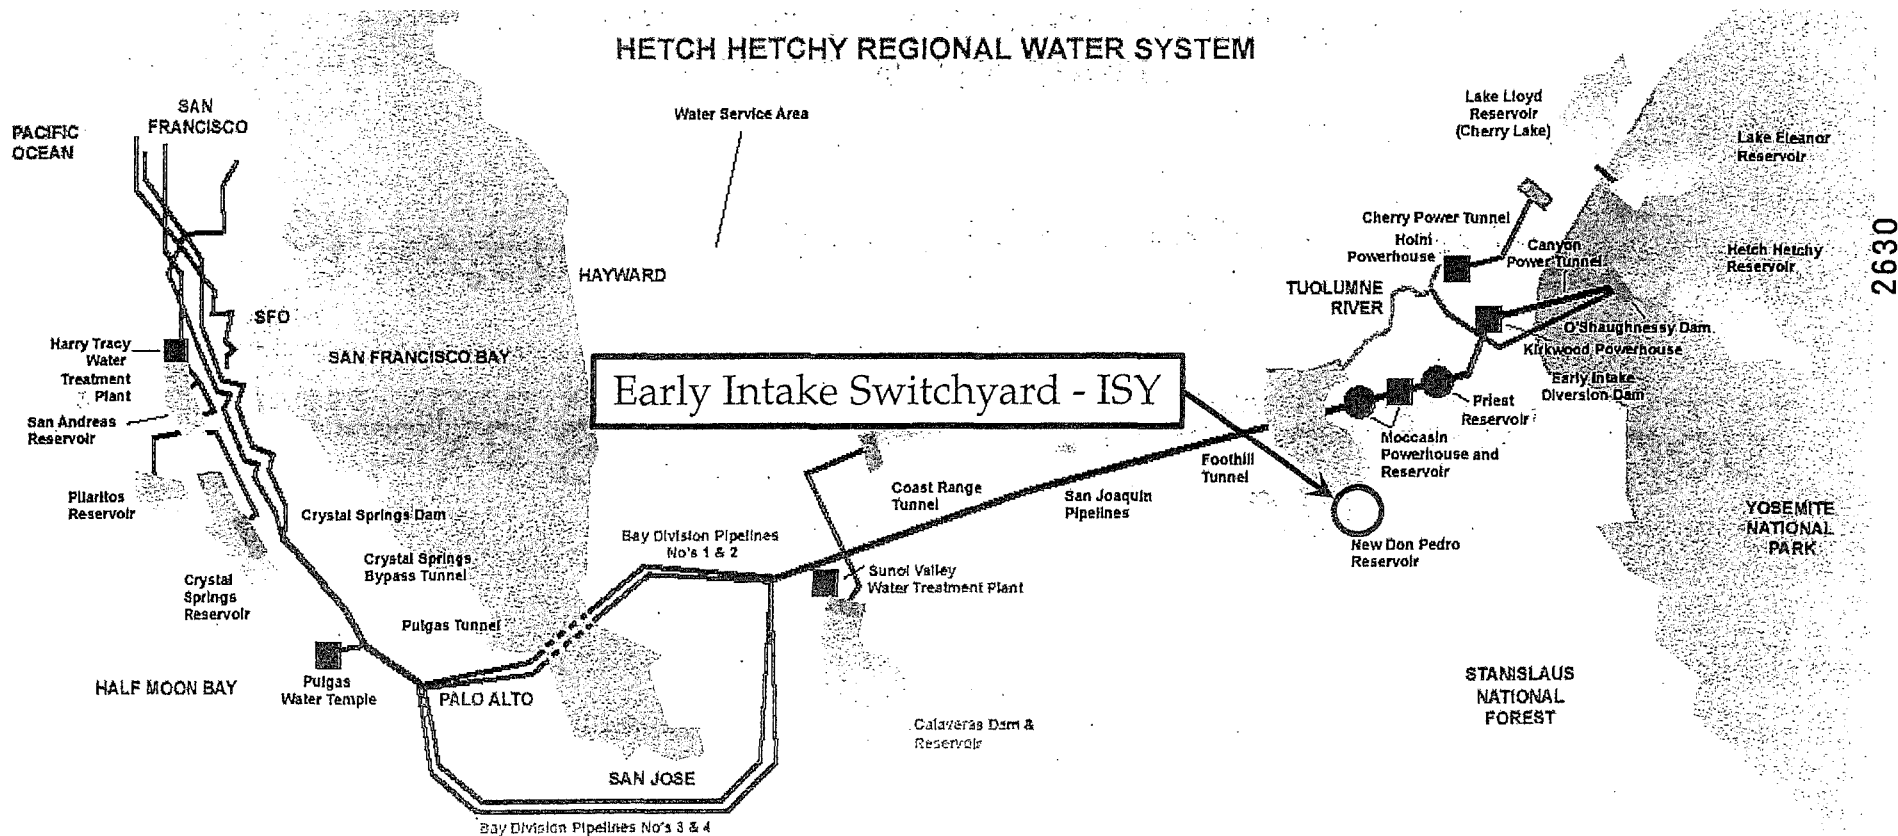 HETCH HETCHY REGIONAL WATER SYSTEM
PACIFIC
OCEAN
SAN
FRANCISCO
Water Service Area
Lake Lloyd
Reservoir
(Cherry Lake)
Lake Eleanor
Reservoir
Cherry Power Tunnel
Holm
Powerhouse
Canyon
Power Tunnel
Hetch Hetchy
Reservoir
2630
HAYWARD
TUOLUMNE
RIVER
SFO
O'Shaughnessy Dam
Harry Tracy
Water
Treatment
Plant
SAN FRANCISCO BAY
Kirkwood Powerhouse
Early Intake Switchyard - ISY
Early Intake
Diversion Dam
Priest
Reservoir
San Andreas
Reservoir
Moccasin
Powerhouse and
Reservoir
Foothill
Tunnel
Pilaritos
Reservoir
Crystal Springs Dam
Coast Range
Tunnel
San Joaquin
Pipelines
YOSEMITE
NATIONAL
PARK
Bay Division Pipelines
No's 1 & 2
New Don Pedro
Reservoir
Crystal Springs
Bypass Tunnel
Sunol Valley
Water Treatment Plant
Crystal
Springs
Reservoir
Pulgas Tunnel
HALF MOON BAY
Pulgas
Water Temple
PALO ALTO
STANISLAUS
NATIONAL
FOREST
Calaveras Dam &
Reservoir
SAN JOSE
Bay Division Pipelines No's 3 & 4